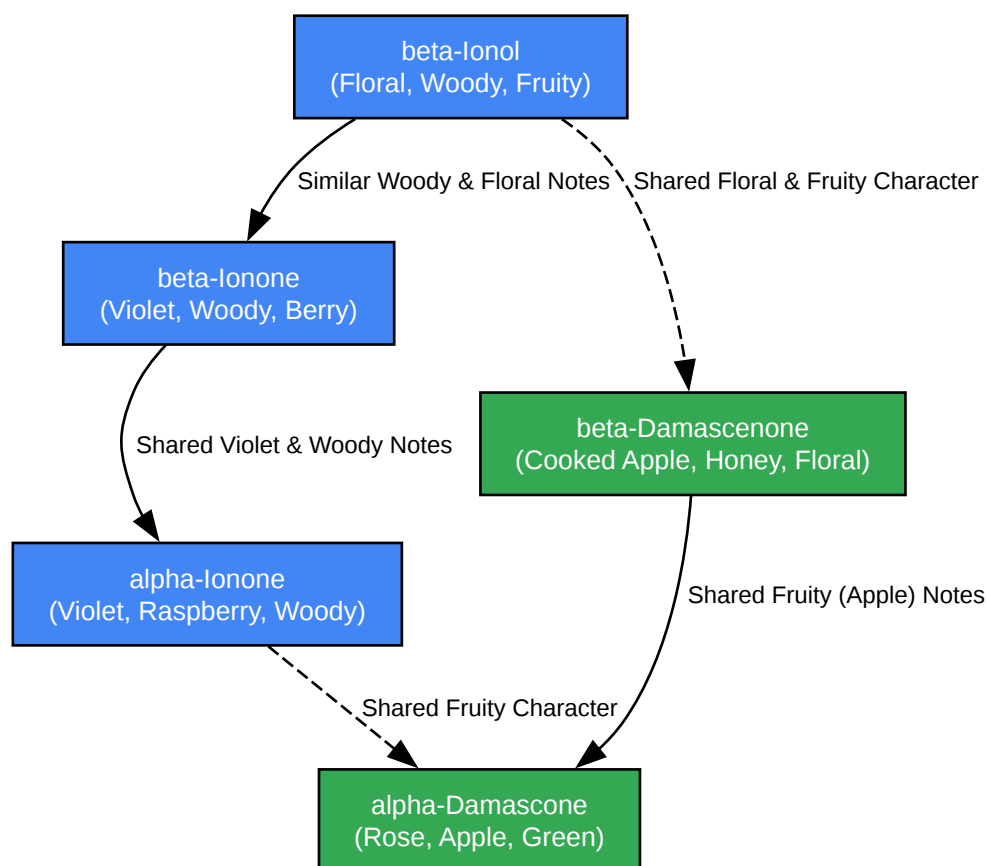 beta-Ionol
(Floral, Woody, Fruity)
Similar Woody & Floral Notes
Shared Floral & Fruity Character
beta-Ionone
(Violet, Woody, Berry)
Shared Violet & Woody Notes
beta-Damascenone
(Cooked Apple, Honey, Floral)
alpha-Ionone
(Violet, Raspberry, Woody)
Shared Fruity (Apple) Notes
Shared Fruity Character
alpha-Damascone
(Rose, Apple, Green)